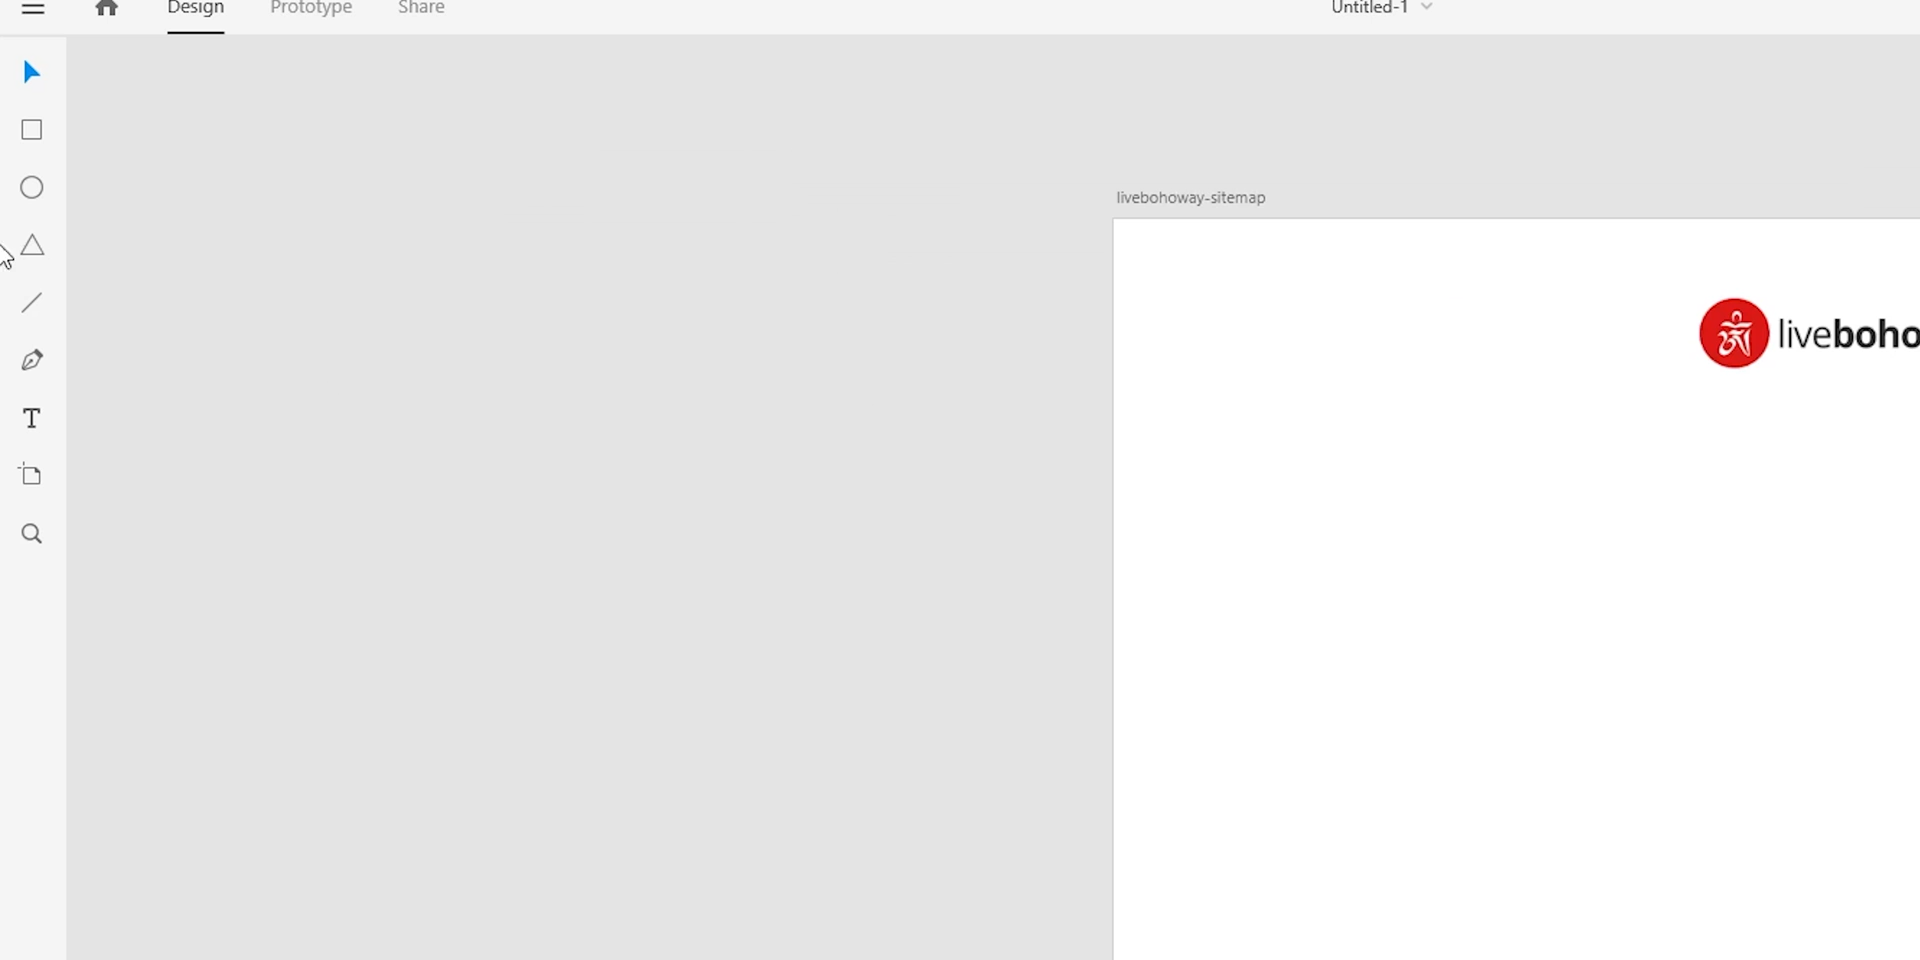 Design Prototype Share Untitled-1
livebohoway-sitemap
liveboho